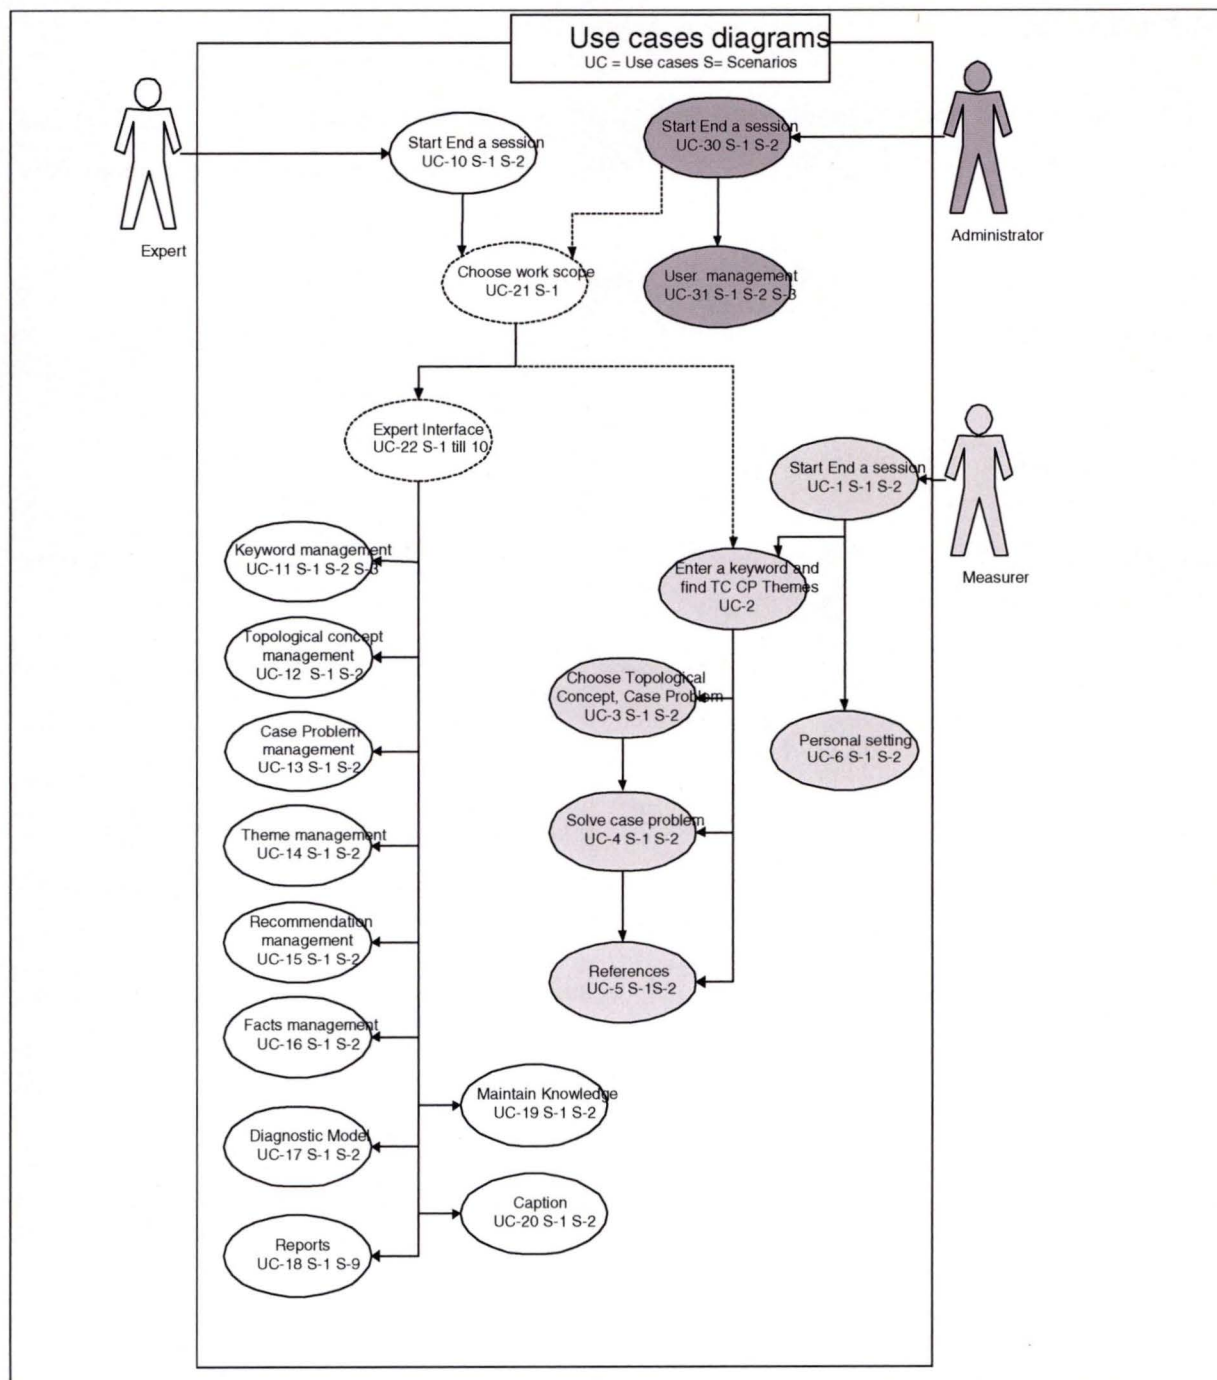 Use cases diagrams
UC = Use cases S= Scenarios
Start End a session
UC-10 S-1 S-2
Start End a session
UC-30 S-1 S-2
Expert
Administrator
Choose work scope
UC-21 S-1
User management
UC-31 S-1 S-2 S-3
Expert Interface
UC-22 S-1 till 10
Start End a session
UC-1 S-1 S-2
Measurer
Keyword management
UC-11 S-1 S-2 S-3
Enter a keyword and
find TC CP Themes
UC-2
Topological concept
management
UC-12 S-1 S-2
Choose Topological
Concept, Case Problem
UC-3 S-1 S-2
Case Problem
management
UC-13 S-1 S-2
Personal setting
UC-6 S-1 S-2
Theme management
UC-14 S-1 S-2
Solve case problem
UC-4 S-1 S-2
Recommendation
management
UC-15 S-1 S-2
References
UC-5 S-1S-2
Facts management
UC-16 S-1 S-2
Maintain Knowledge
UC-19 S-1 S-2
Diagnostic Model
UC-17 S-1 S-2
Caption
UC-20 S-1 S-2
Reports
UC-18 S-1 S-9